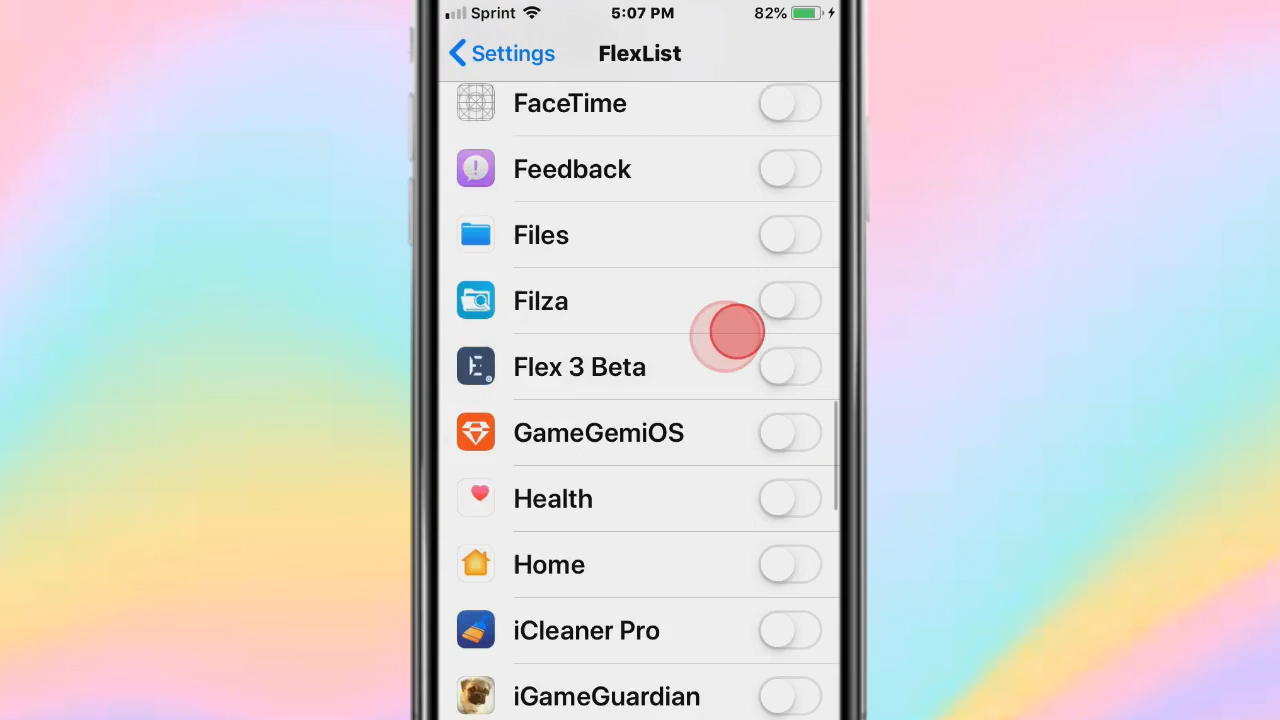 Sprint 5:07 PM 82%
Settings FlexList
FaceTime
Feedback
Files
Filza
Flex 3 Beta
GameGemiOS
Health
Home
iCleaner Pro
iGameGuardian